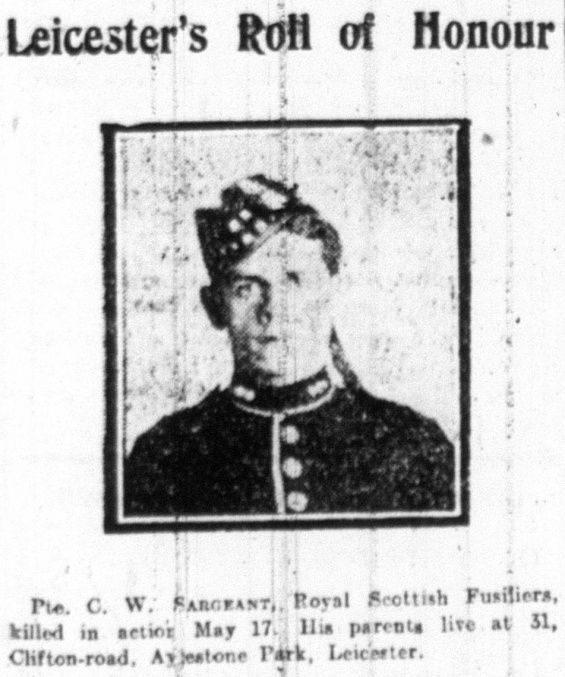 Leicester's Roll of Honour
Pte. C. W. SARGEANT, Royal Scottish Fusiliers,
killed in action May 17. His parents live at 31,
Clifton-road, Aylestone Park, Leicester.